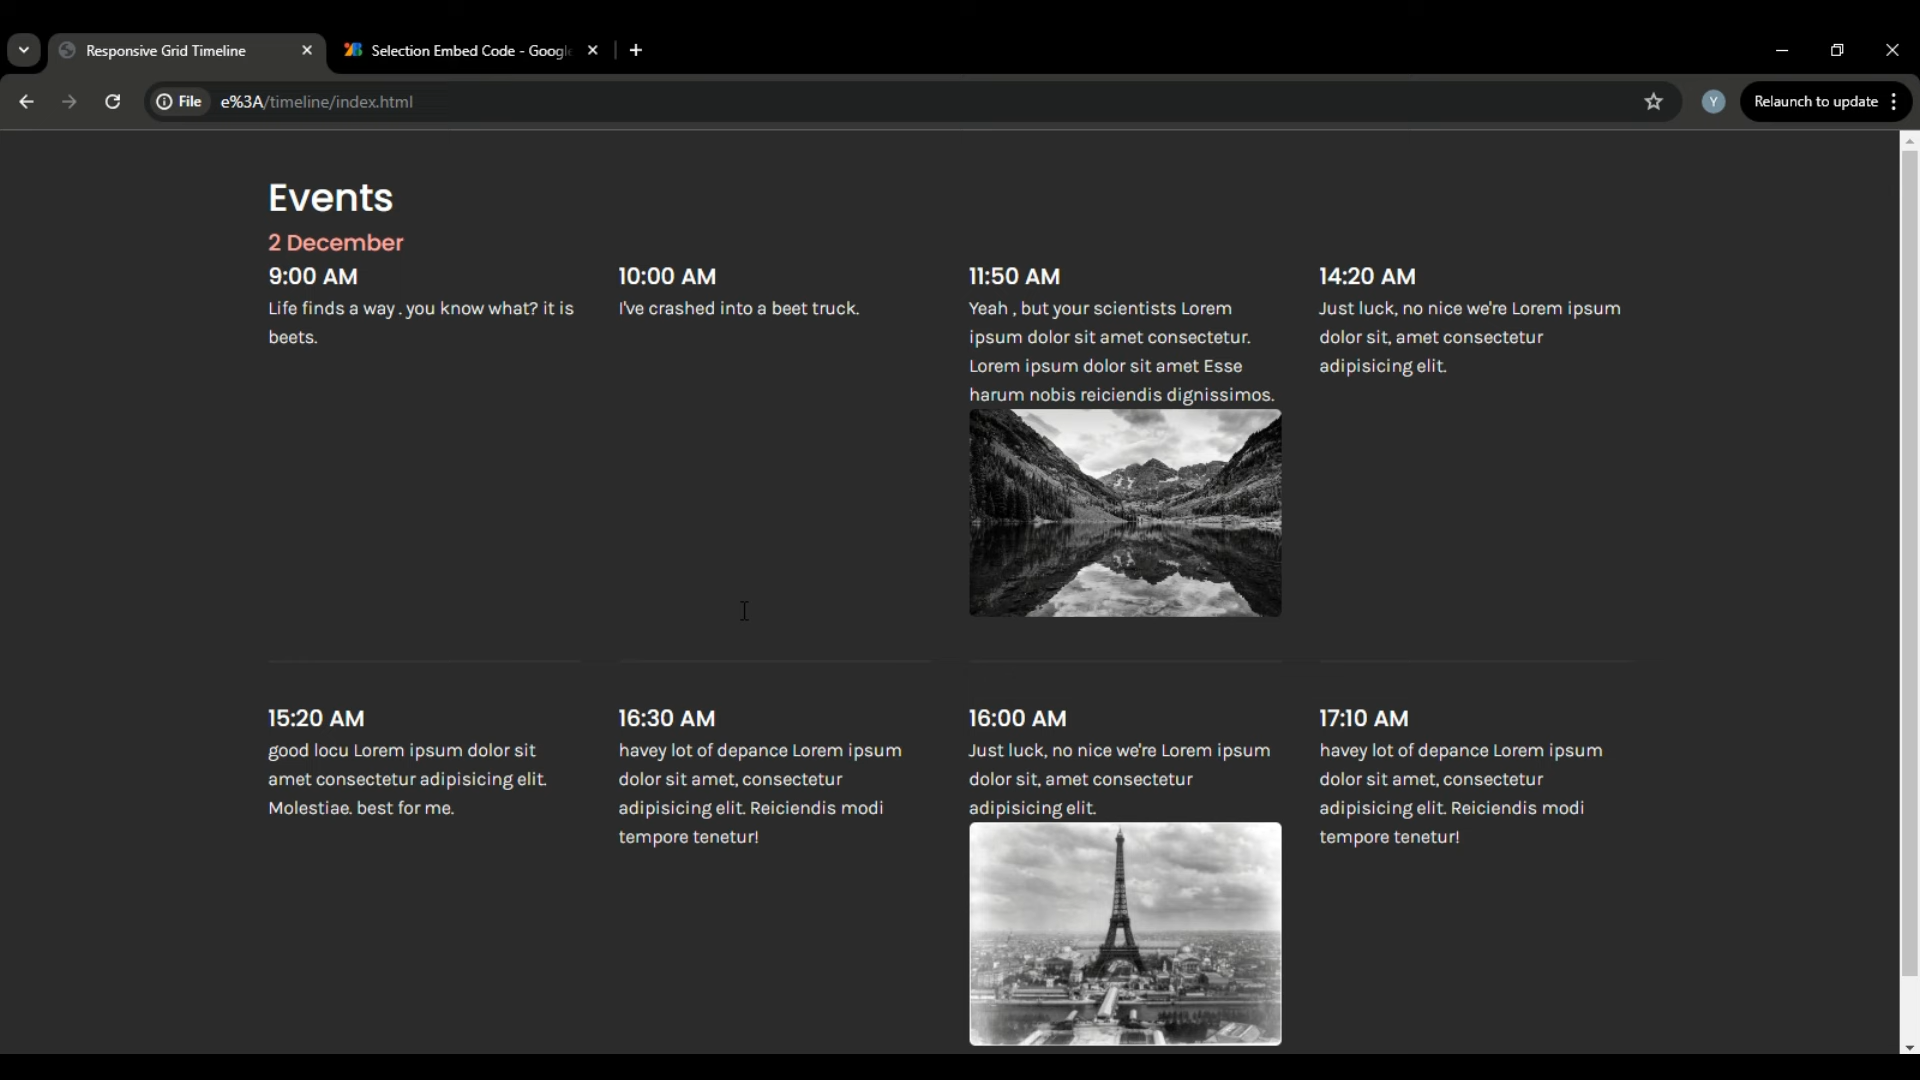 Responsive Grid Timeline
Selection Embed Code - Googl
File
e%3A/timeline/index.html
Y
Relaunch to update
Events
2 December
9:00 AM
Life finds a way . you know what? it is
beets.
10:00 AM
I've crashed into a beet truck.
11:50 AM
Yeah , but your scientists Lorem
ipsum dolor sit amet consectetur.
Lorem ipsum dolor sit amet Esse
harum nobis reiciendis dignissimos.
14:20 AM
Just luck, no nice we're Lorem ipsum
dolor sit, amet consectetur
adipisicing elit.
15:20 AM
good locu Lorem ipsum dolor sit
amet consectetur adipisicing elit.
Molestiae. best for me.
16:30 AM
havey lot of depance Lorem ipsum
dolor sit amet, consectetur
adipisicing elit. Reiciendis modi
tempore tenetur!
16:00 AM
Just luck, no nice we're Lorem ipsum
dolor sit, amet consectetur
adipisicing elit.
17:10 AM
havey lot of depance Lorem ipsum
dolor sit amet, consectetur
adipisicing elit. Reiciendis modi
tempore tenetur!